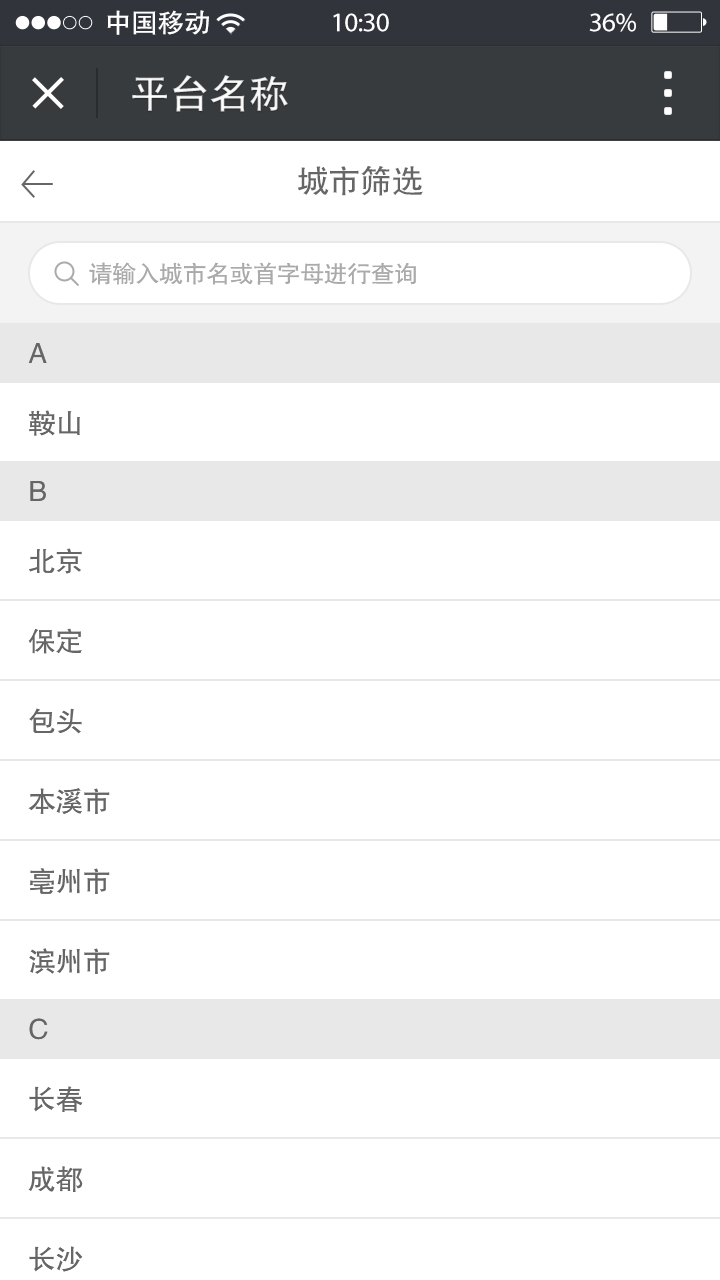 中国移动 10:30 36%
平台名称
城市筛选
请输入城市名或首字母进行查询
A
鞍山
B
北京
保定
包头
本溪市
亳州市
滨州市
C
长春
成都
长沙